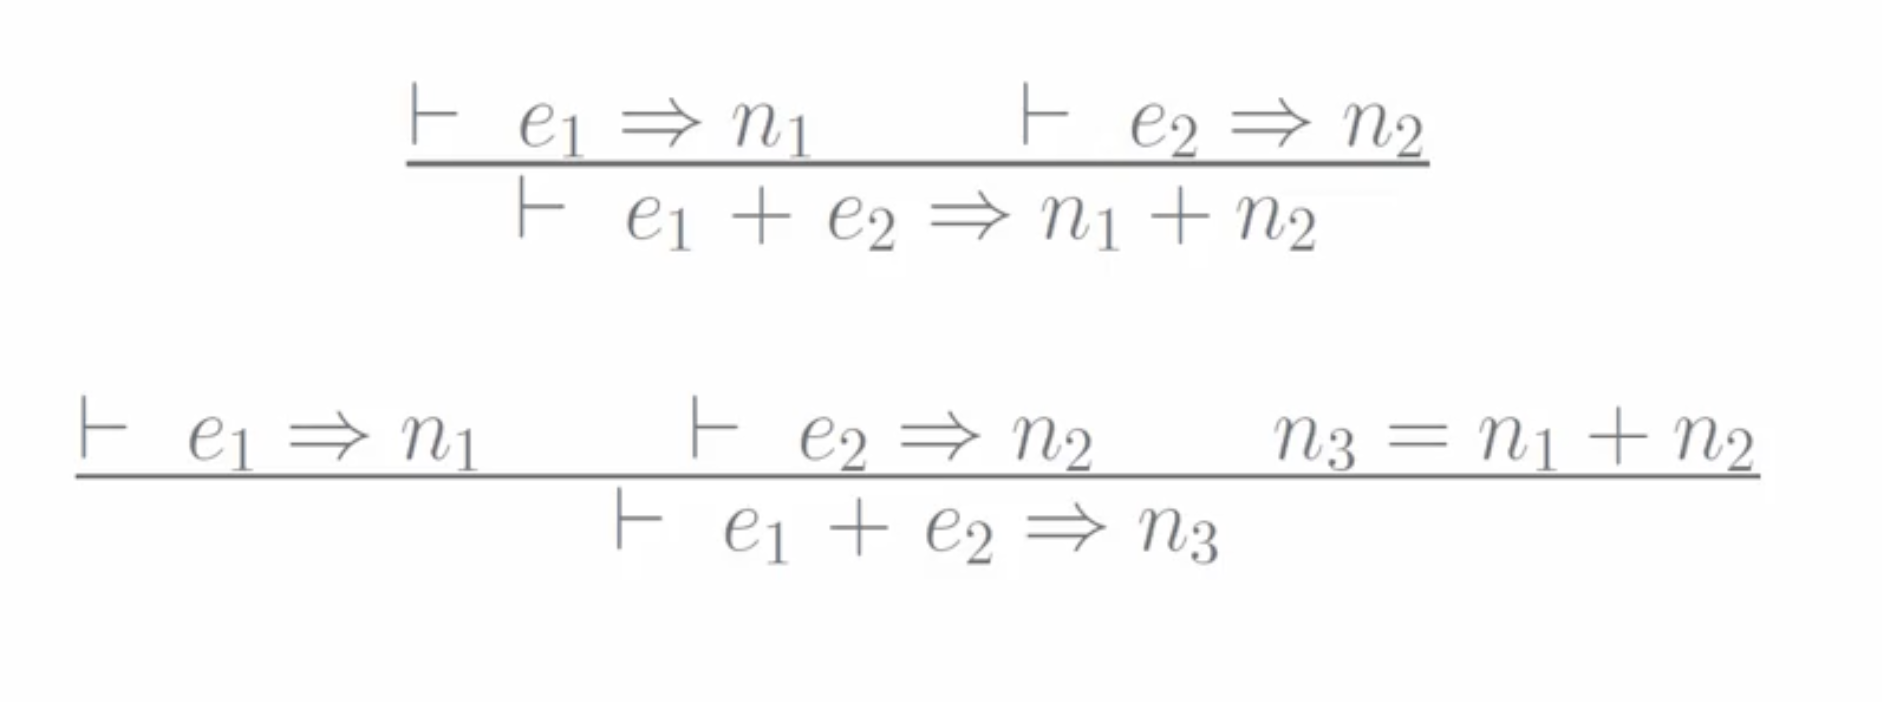 ⊢ e₁ ⇒ n₁ ⊢ e₂ ⇒ n₂
⊢ e₁ + e₂ ⇒ n₁ + n₂
⊢ e₁ ⇒ n₁ ⊢ e₂ ⇒ n₂ n₃ = n₁ + n₂
⊢ e₁ + e₂ ⇒ n₃